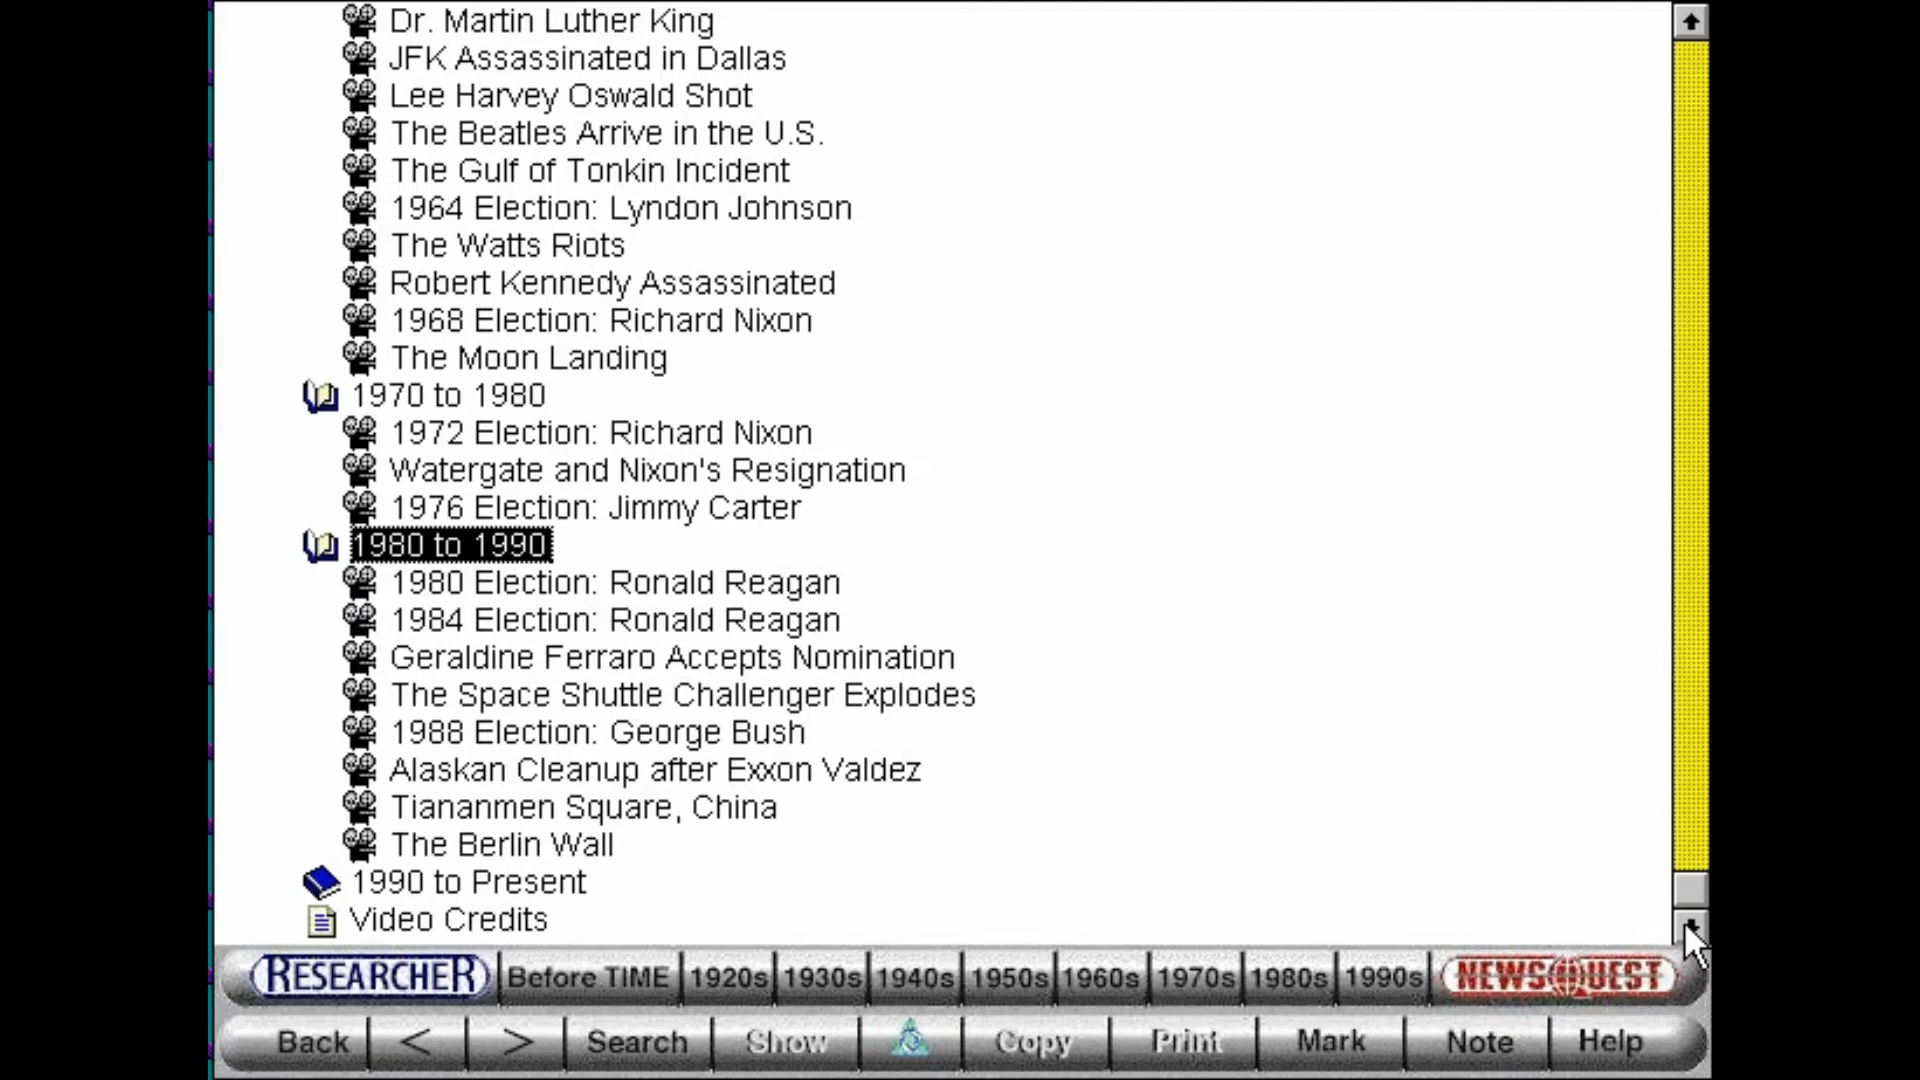 Dr. Martin Luther King
JFK Assassinated in Dallas
Lee Harvey Oswald Shot
The Beatles Arrive in the U.S.
The Gulf of Tonkin Incident
1964 Election: Lyndon Johnson
The Watts Riots
Robert Kennedy Assassinated
1968 Election: Richard Nixon
The Moon Landing
1970 to 1980
1972 Election: Richard Nixon
Watergate and Nixon's Resignation
1976 Election: Jimmy Carter
1980 to 1990
1980 Election: Ronald Reagan
1984 Election: Ronald Reagan
Geraldine Ferraro Accepts Nomination
The Space Shuttle Challenger Explodes
1988 Election: George Bush
Alaskan Cleanup after Exxon Valdez
Tiananmen Square, China
The Berlin Wall
1990 to Present
Video Credits
RESEARCHER Before TIME 1920s 1930s 1940s 1950s 1960s 1970s 1980s 1990s NEWSQUEST
Back < > Search Show Copy Print Mark Note Help